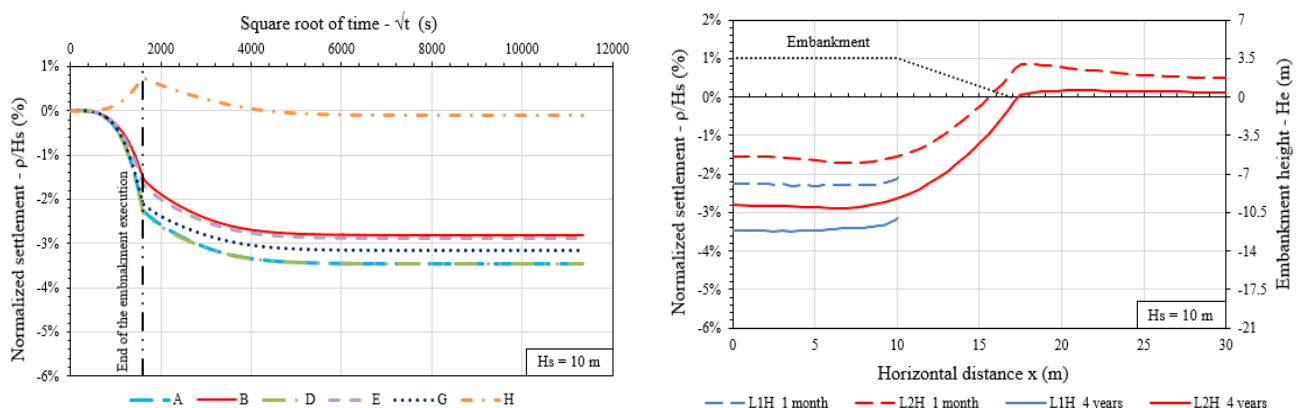 Square root of time - √t (s)
0 2000 4000 6000 8000 10000 12000
Normalized settlement - ρ/Hs (%)
1%
0%
-1%
-2%
-3%
-4%
-5%
-6%
End of the embnakment execution
Hs = 10 m
A B D E G H
Normalized settlement - ρ/Hs (%)
2%
1%
0%
-1%
-2%
-3%
-4%
-5%
-6%
Embankment
Hs = 10 m
7
3.5
0
-3.5
-7
-10.5
-14
-17.5
-21
Embankment height - He (m)
0 5 10 15 20 25 30
Horizontal distance x (m)
L1H 1 month L2H 1 month L1H 4 years L2H 4 years